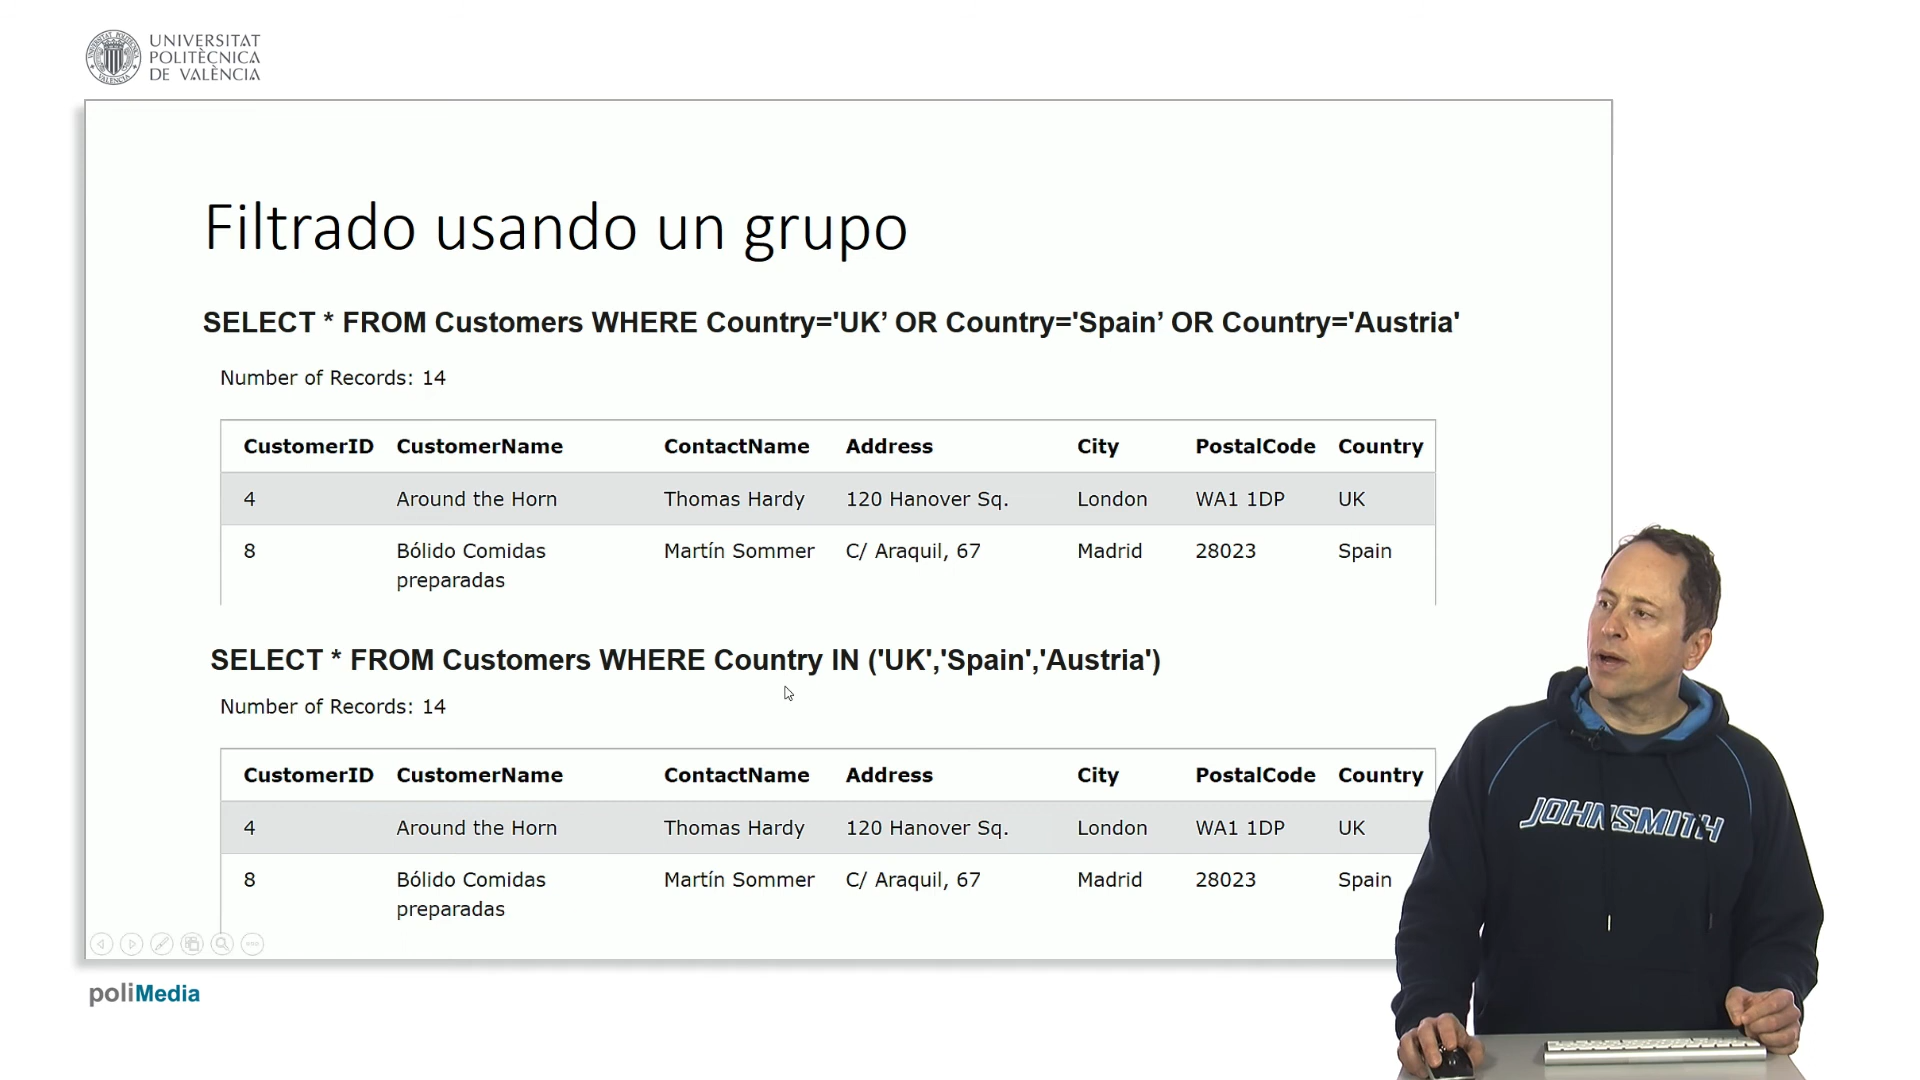 UNIVERSITAT
POLITÈCNICA
DE VALÈNCIA
Filtrado usando un grupo
SELECT * FROM Customers WHERE Country='UK’ OR Country='Spain’ OR Country='Austria'
Number of Records: 14
CustomerID CustomerName ContactName Address City PostalCode Country
4 Around the Horn Thomas Hardy 120 Hanover Sq. London WA1 1DP UK
8 Bólido Comidas preparadas Martín Sommer C/ Araquil, 67 Madrid 28023 Spain
SELECT * FROM Customers WHERE Country IN ('UK','Spain','Austria')
Number of Records: 14
CustomerID CustomerName ContactName Address City PostalCode Country
4 Around the Horn Thomas Hardy 120 Hanover Sq. London WA1 1DP UK
8 Bólido Comidas preparadas Martín Sommer C/ Araquil, 67 Madrid 28023 Spain
JOHNSMITH
poliMedia